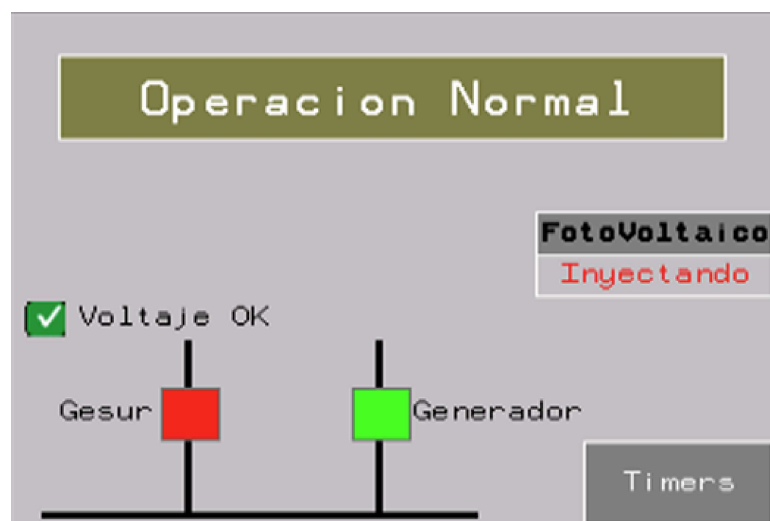 Operacion Normal
FotoVoltaico
Inyectando
Voltaje OK
Gesur
Generador
Timers